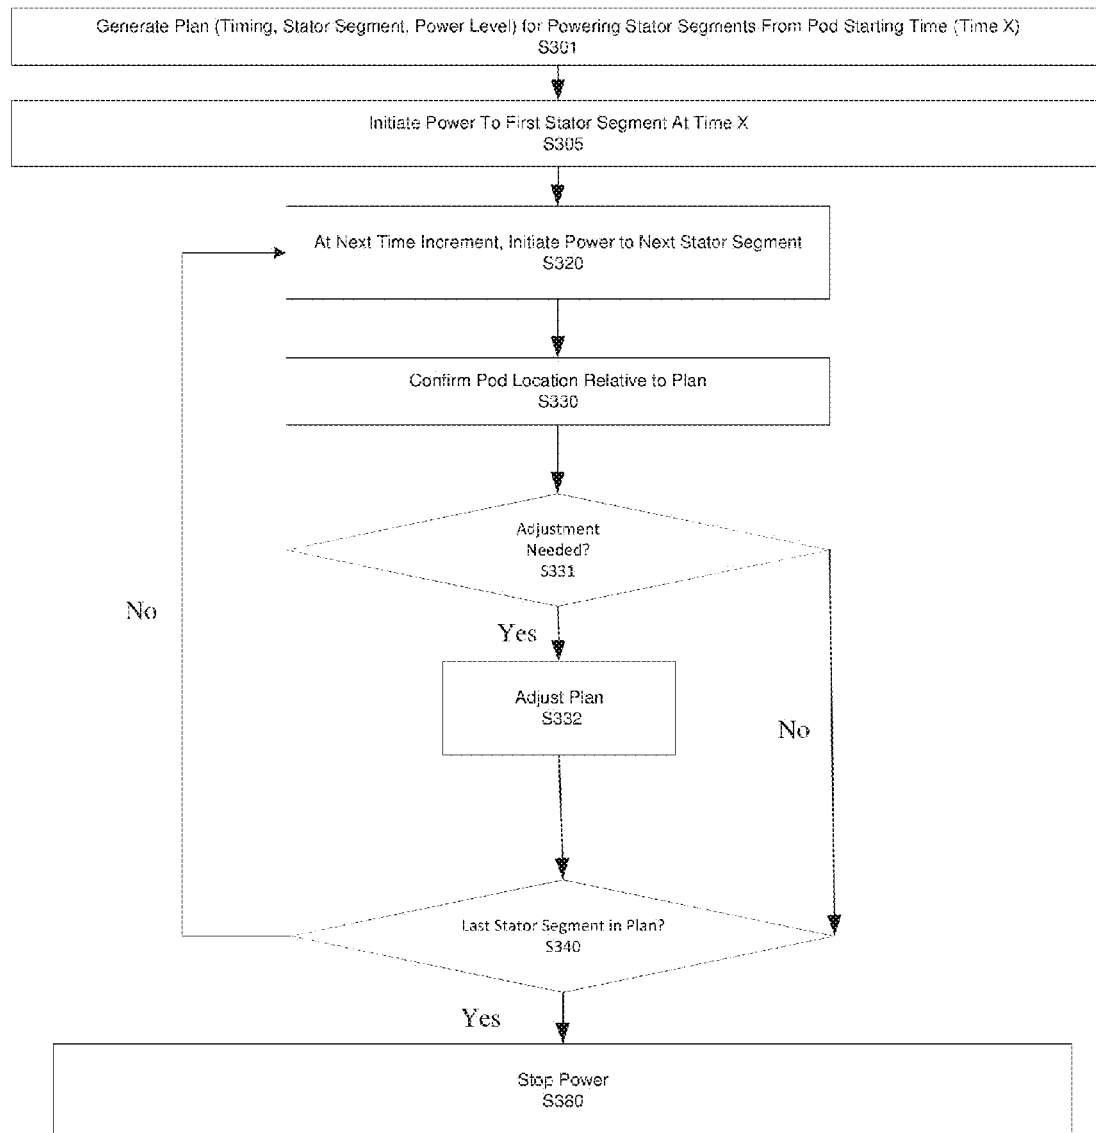 Generate Plan (Timing, Stator Segment, Power Level) for Powering Stator Segments From Pod Starting Time (Time X)
S301
Initiate Power To First Stator Segment At Time X
S305
At Next Time Increment, Initiate Power to Next Stator Segment
S320
Confirm Pod Location Relative to Plan
S330
Adjustment
Needed?
S331
No
Yes
Adjust Plan
S332
No
Last Stator Segment in Plan?
S340
Yes
Stop Power
S360